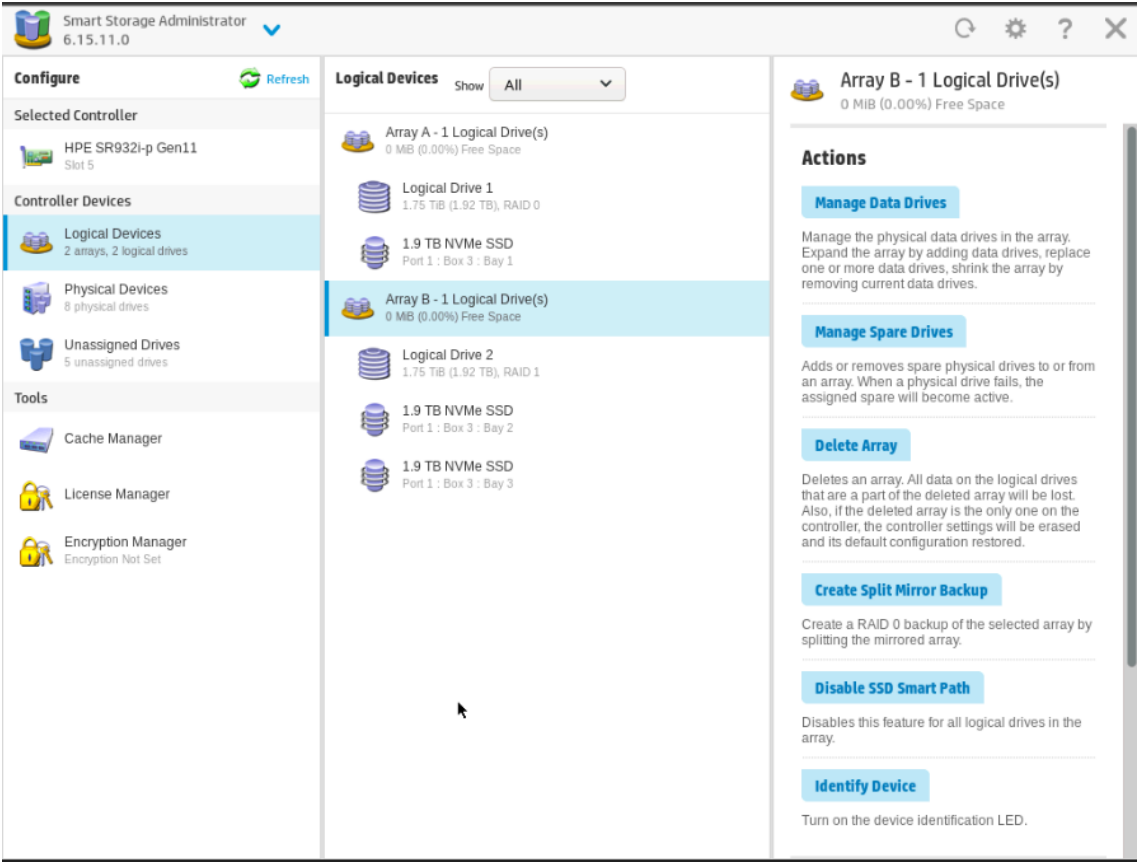 Smart Storage Administrator
6.15.11.0
Configure
Refresh
Selected Controller
HPE SR932i-p Gen11
Slot 5
Controller Devices
Logical Devices
2 arrays, 2 logical drives
Physical Devices
8 physical drives
Unassigned Drives
5 unassigned drives
Tools
Cache Manager
License Manager
Encryption Manager
Encryption Not Set
Logical Devices
Show
All
Array A - 1 Logical Drive(s)
0 MiB (0.00%) Free Space
Logical Drive 1
1.75 TiB (1.92 TB), RAID 0
1.9 TB NVMe SSD
Port 1 : Box 3 : Bay 1
Array B - 1 Logical Drive(s)
0 MiB (0.00%) Free Space
Logical Drive 2
1.75 TiB (1.92 TB), RAID 1
1.9 TB NVMe SSD
Port 1 : Box 3 : Bay 2
1.9 TB NVMe SSD
Port 1 : Box 3 : Bay 3
Array B - 1 Logical Drive(s)
0 MiB (0.00%) Free Space
Actions
Manage Data Drives
Manage the physical data drives in the array.
Expand the array by adding data drives, replace
one or more data drives, shrink the array by
removing current data drives.
Manage Spare Drives
Adds or removes spare physical drives to or from
an array. When a physical drive fails, the
assigned spare will become active.
Delete Array
Deletes an array. All data on the logical drives
that are a part of the deleted array will be lost.
Also, if the deleted array is the only one on the
controller, the controller settings will be erased
and its default configuration restored.
Create Split Mirror Backup
Create a RAID 0 backup of the selected array by
splitting the mirrored array.
Disable SSD Smart Path
Disables this feature for all logical drives in the
array.
Identify Device
Turn on the device identification LED.